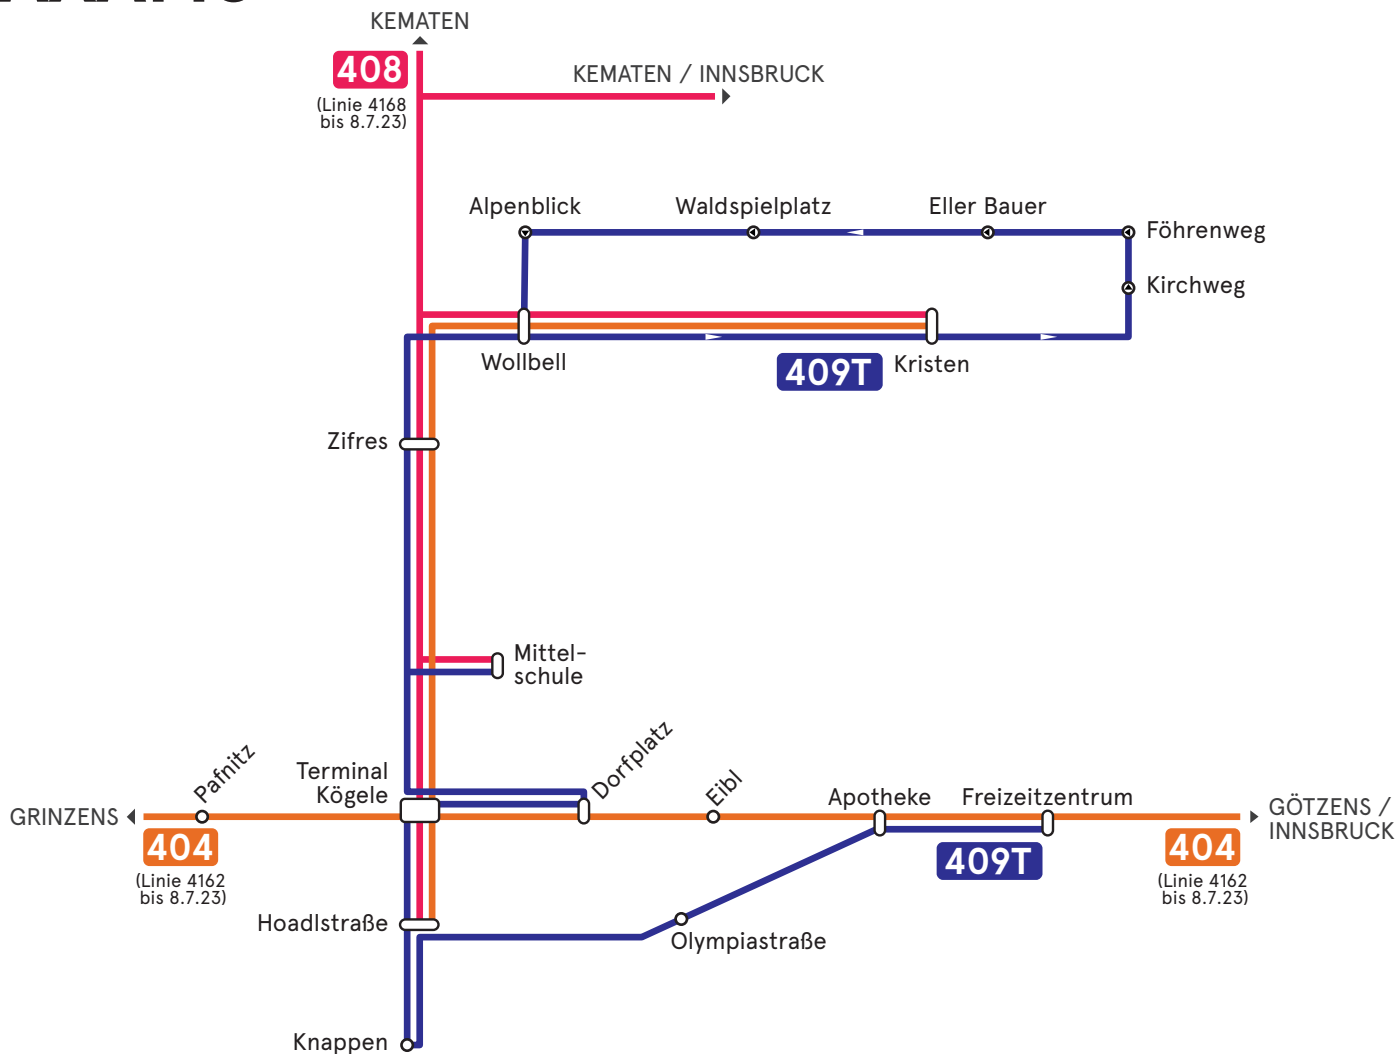 KEMATEN
408
(Linie 4168
bis 8.7.23)
KEMATEN / INNSBRUCK
Alpenblick
Waldspielplatz
Eller Bauer
Föhrenweg
Kirchweg
Wollbell
409T
Kristen
Zifres
Mittel-
schule
Pafnitz
Terminal
Kögele
Dorfplatz
Eibl
Apotheke
Freizeitzentrum
GRINZENS
GÖTZENS /
INNSBRUCK
404
(Linie 4162
bis 8.7.23)
409T
404
(Linie 4162
bis 8.7.23)
Hoadlstraße
Olympiastraße
Knappen